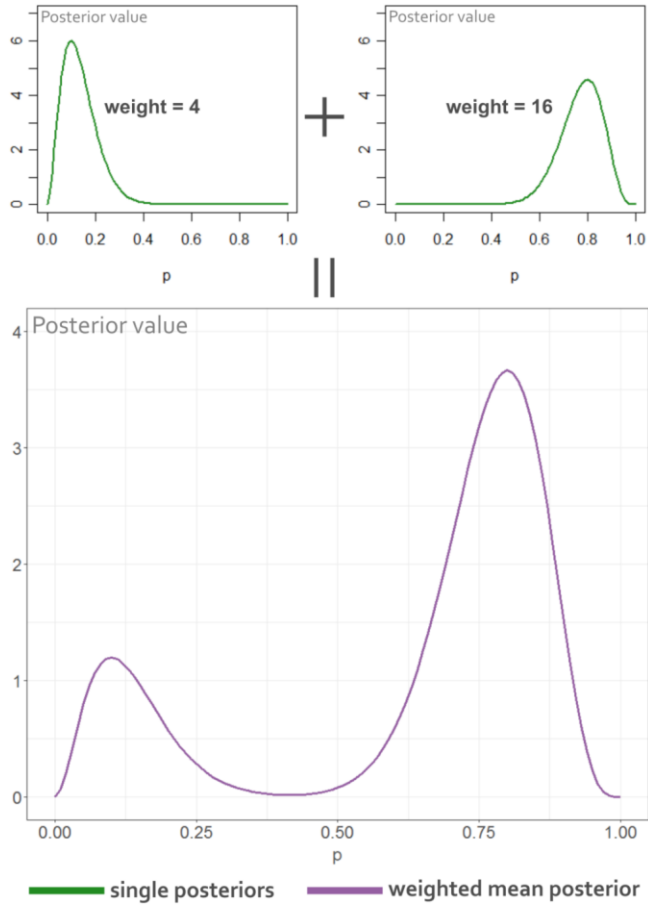 Posterior value
6
4
2
0
weight = 4
0.0 0.2 0.4 0.6 0.8 1.0
p
+
Posterior value
6
4
2
0
weight = 16
0.0 0.2 0.4 0.6 0.8 1.0
p
||
Posterior value
4
3
2
1
0
0.00 0.25 0.50 0.75 1.00
p
single posteriors weighted mean posterior